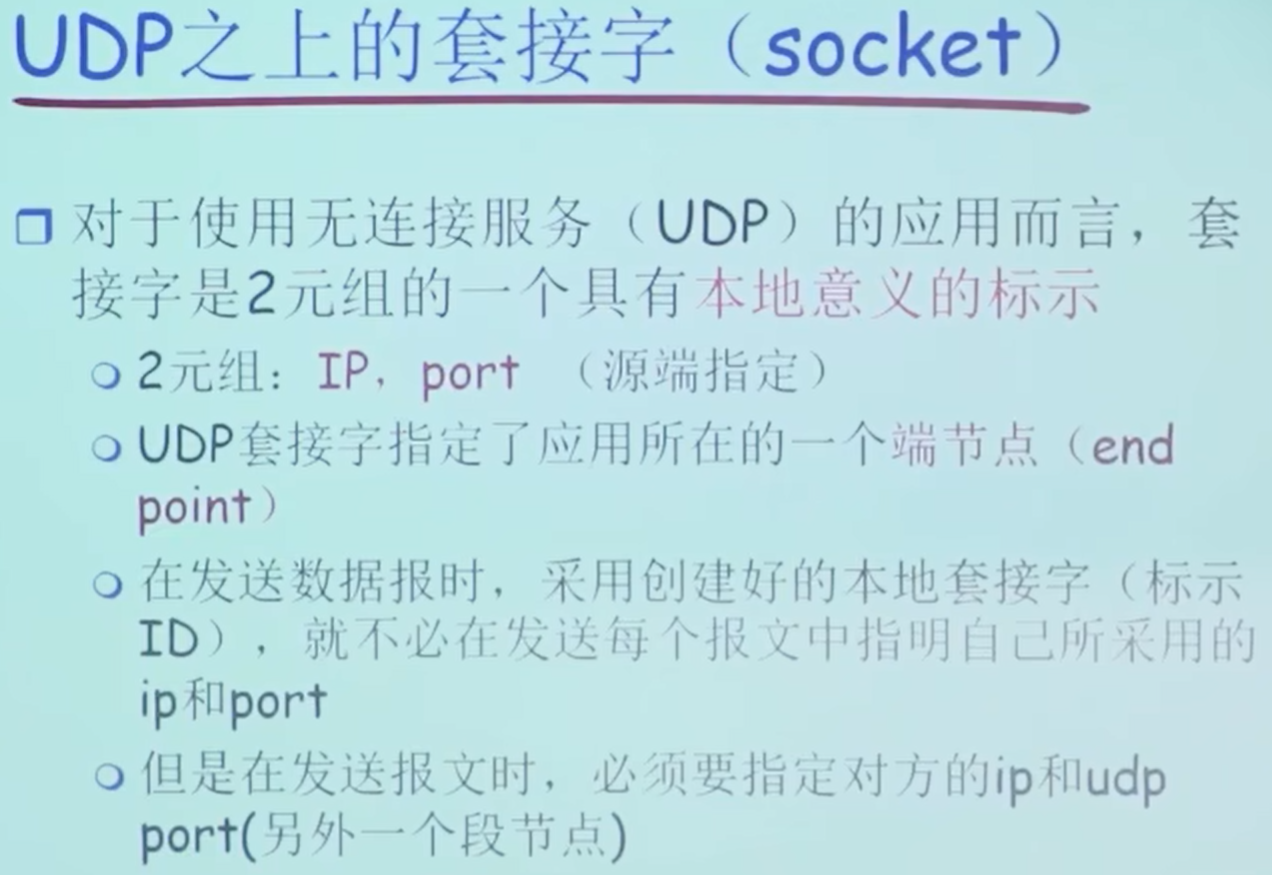 UDP之上的套接字（socket）
对于使用无连接服务（UDP）的应用而言，套
接字是2元组的一个具有本地意义的标示
2元组：IP，port （源端指定）
UDP套接字指定了应用所在的一个端节点（end
point）
在发送数据报时，采用创建好的本地套接字（标示
ID），就不必在发送每个报文中指明自己所采用的
ip和port
但是在发送报文时，必须要指定对方的ip和udp
port(另外一个段节点)